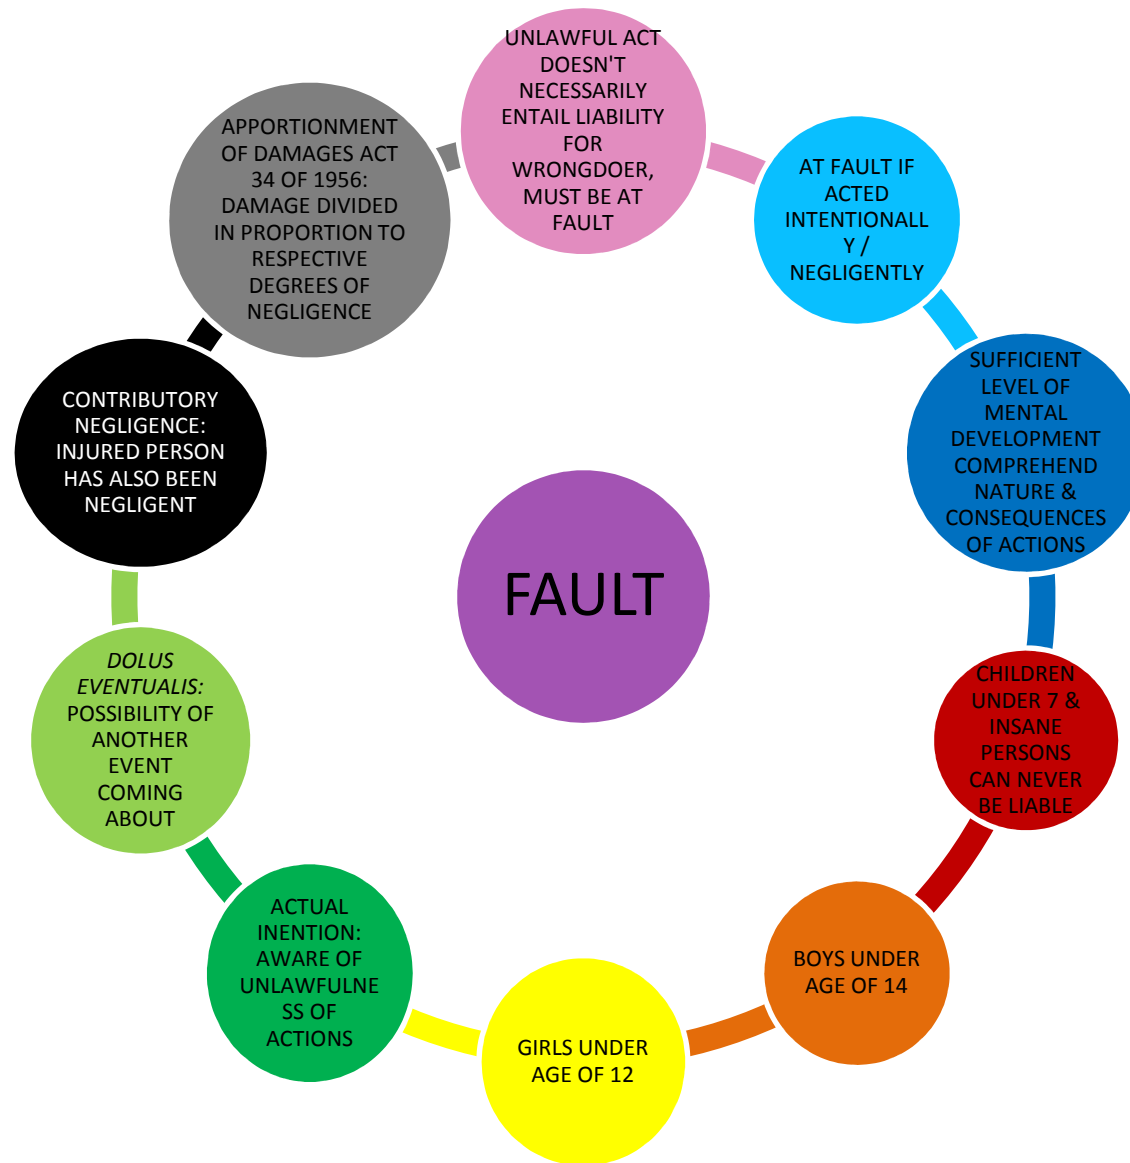 UNLAWFUL ACT
DOESN'T
NECESSARILY
ENTAIL LIABILITY
FOR
WRONGDOER,
MUST BE AT
FAULT
AT FAULT IF
ACTED
INTENTIONALL
Y /
NEGLIGENTLY
SUFFICIENT
LEVEL OF
MENTAL
DEVELOPMENT
COMPREHEND
NATURE &
CONSEQUENCES
OF ACTIONS
CHILDREN
UNDER 7 &
INSANE
PERSONS
CAN NEVER
BE LIABLE
BOYS UNDER
AGE OF 14
GIRLS UNDER
AGE OF 12
ACTUAL
INENTION:
AWARE OF
UNLAWFULNE
SS OF
ACTIONS
DOLUS
EVENTUALIS:
POSSIBILITY OF
ANOTHER
EVENT
COMING
ABOUT
CONTRIBUTORY
NEGLIGENCE:
INJURED PERSON
HAS ALSO BEEN
NEGLIGENT
APPORTIONMENT
OF DAMAGES ACT
34 OF 1956:
DAMAGE DIVIDED
IN PROPORTION TO
RESPECTIVE
DEGREES OF
NEGLIGENCE
FAULT